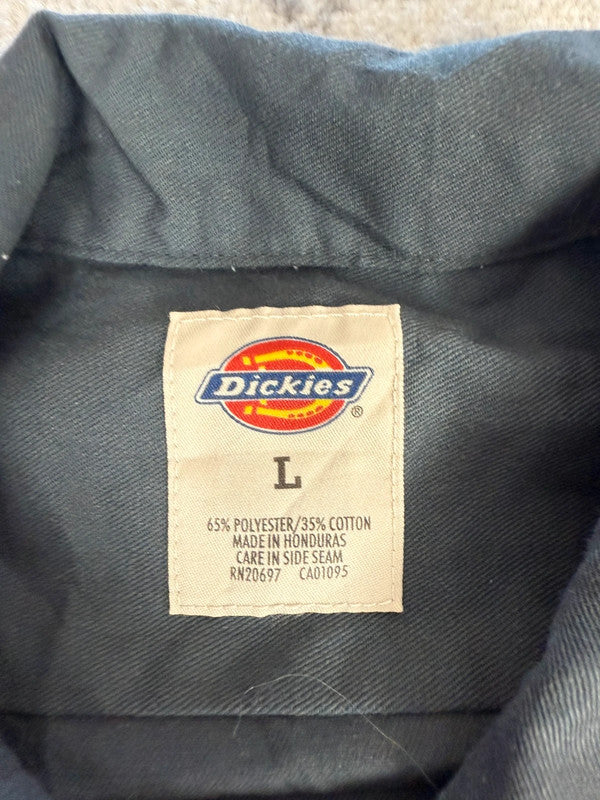 Dickies
®
L
65% POLYESTER/35% COTTON
MADE IN HONDURAS
CARE IN SIDE SEAM
RN20697 CA01095